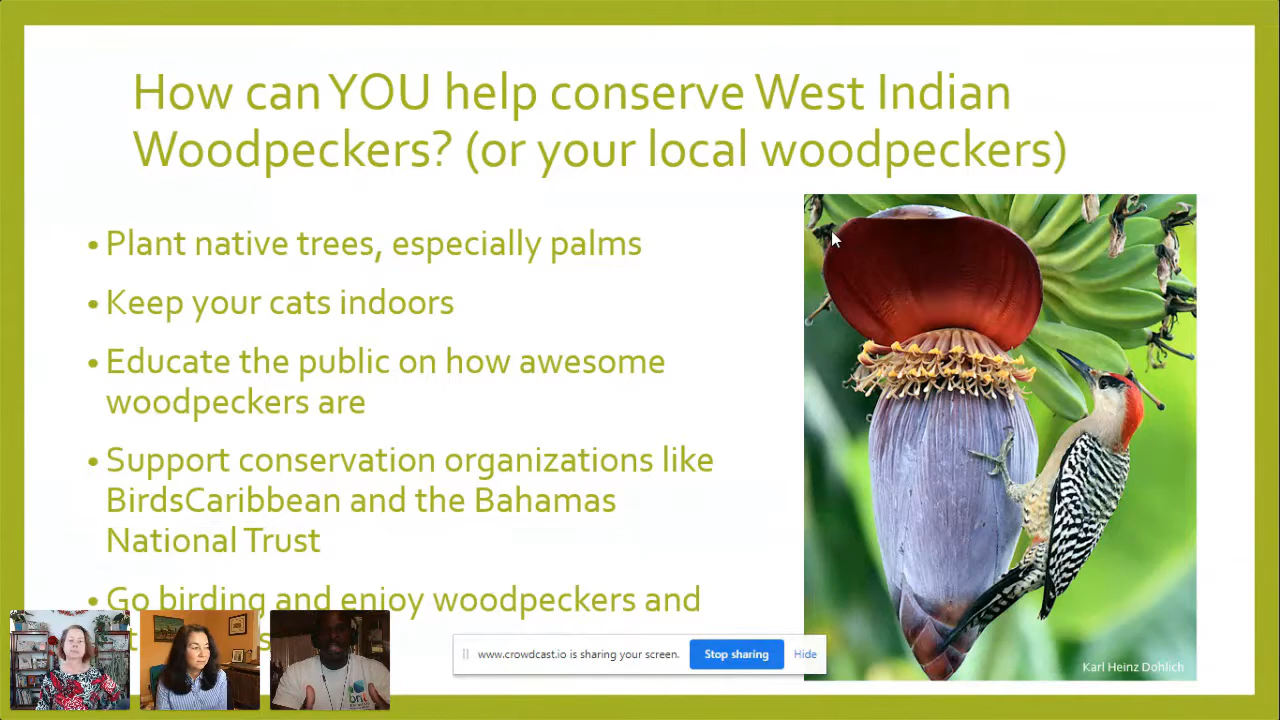 How can YOU help conserve West Indian
Woodpeckers? (or your local woodpeckers)
• Plant native trees, especially palms
• Keep your cats indoors
• Educate the public on how awesome
woodpeckers are
• Support conservation organizations like
BirdsCaribbean and the Bahamas
National Trust
• Go birding and enjoy woodpeckers and
www.crowdcast.io is sharing your screen.
Stop sharing
Hide
Karl Heinz Dohlich